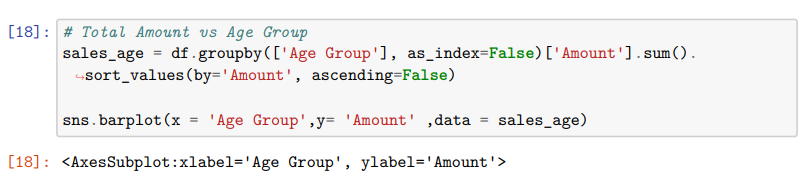 [18]: # Total Amount vs Age Group
sales_age = df.groupby(['Age Group'], as_index=False)['Amount'].sum().
↪sort_values(by='Amount', ascending=False)
sns.barplot(x = 'Age Group',y= 'Amount' ,data = sales_age)
[18]: <AxesSubplot:xlabel='Age Group', ylabel='Amount'>